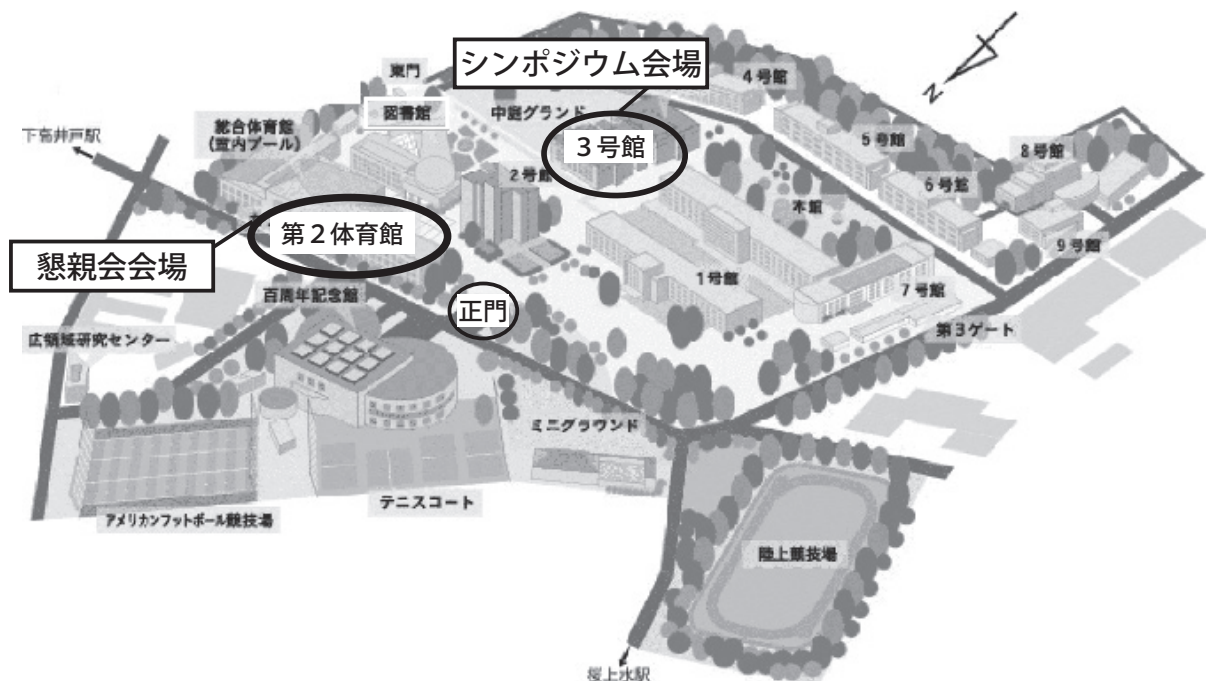 シンポジウム会場
東門
図書館
中庭グランド
4号館
N
下高井戸駅
総合体育館
(室内プール)
3号館
5号館
8号館
2号館
6号館
本館
第2体育館
懇親会会場
9号館
1号館
7号館
百周年記念館
正門
広領域研究センター
第3ゲート
ミニグラウンド
テニスコート
アメリカンフットボール競技場
陸上競技場
桜上水駅